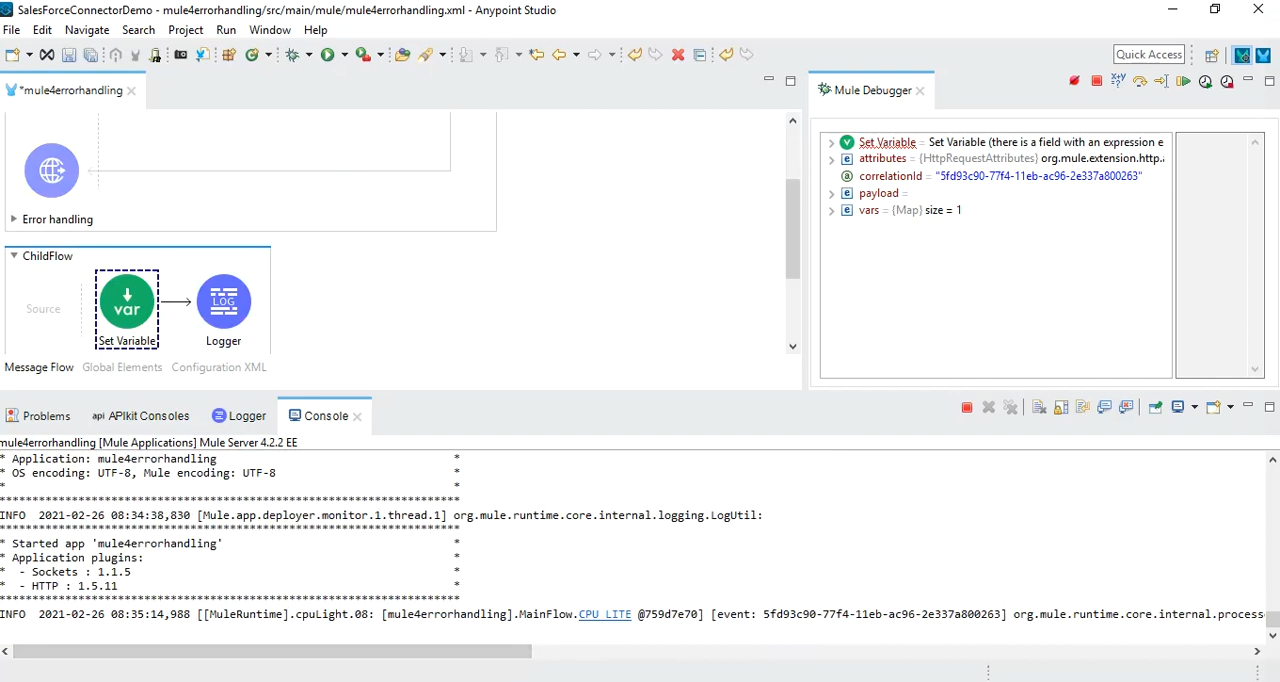 SalesForceConnectorDemo - mule4errorhandling/src/main/mule/mule4errorhandling.xml - Anypoint Studio
File Edit Navigate Search Project Run Window Help
Quick Access
*mule4errorhandling
Mule Debugger
Error handling
ChildFlow
Source
var
LOG
Set Variable
Logger
Message Flow Global Elements Configuration XML
Set Variable = Set Variable (there is a field with an expression e
attributes = {HttpRequestAttributes} org.mule.extension.http.
correlationId = "5fd93c90-77f4-11eb-ac96-2e337a800263"
payload =
vars = {Map} size = 1
Problems api APIkit Consoles Logger Console
mule4errorhandling [Mule Applications] Mule Server 4.2.2 EE
* Application: mule4errorhandling *
* OS encoding: UTF-8, Mule encoding: UTF-8 *
* *
**********************************************************************
INFO 2021-02-26 08:34:38,830 [Mule.app.deployer.monitor.1.thread.1] org.mule.runtime.core.internal.logging.LogUtil:
**********************************************************************
* Started app 'mule4errorhandling' *
* Application plugins: *
* - Sockets : 1.1.5 *
* - HTTP : 1.5.11 *
**********************************************************************
INFO 2021-02-26 08:35:14,988 [[MuleRuntime].cpuLight.08: [mule4errorhandling].MainFlow.CPU_LITE @759d7e70] [event: 5fd93c90-77f4-11eb-ac96-2e337a800263] org.mule.runtime.core.internal.process